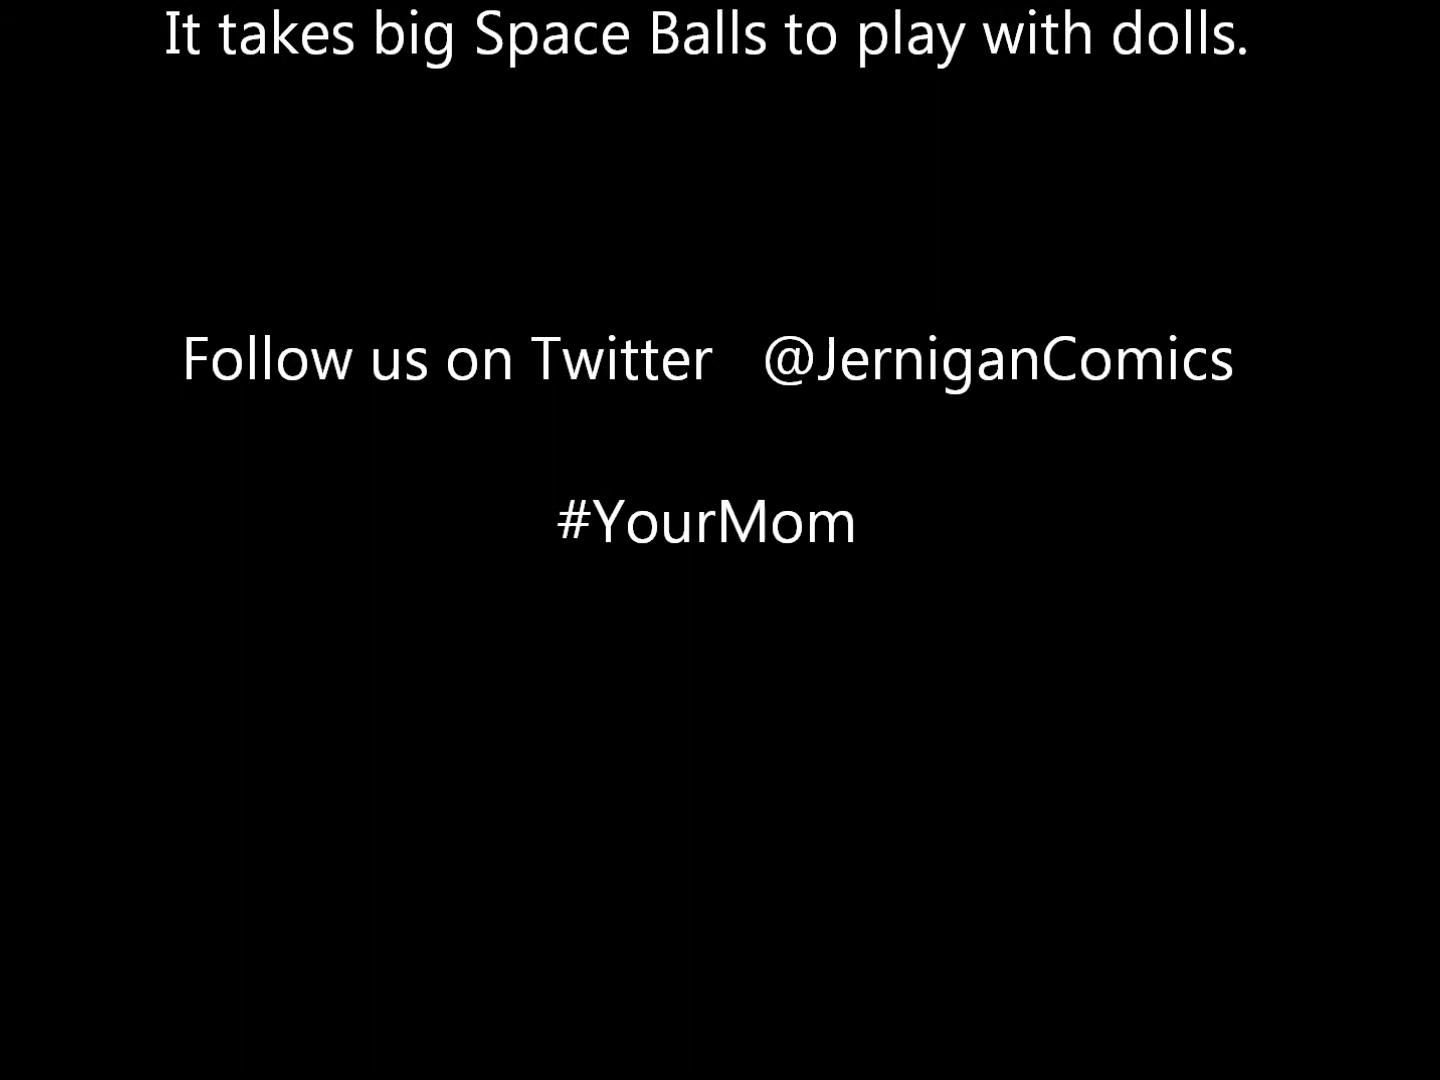 It takes big Space Balls to play with dolls.
Follow us on Twitter @JerniganComics
#YourMom